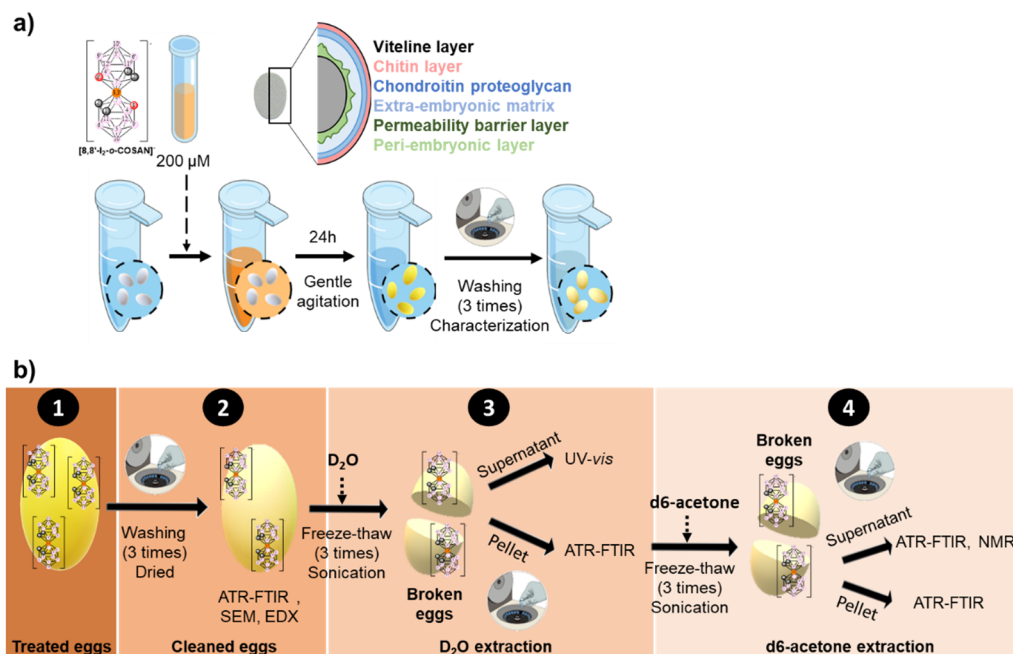 a)
Viteline layer
Chitin layer
Chondroitin proteoglycan
Extra-embryonic matrix
Permeability barrier layer
Peri-embryonic layer
[8,8'-I₂-o-COSAN]⁻
200 µM
24h
Gentle
agitation
Washing
(3 times)
Characterization
b)
1
2
3
4
Washing
(3 times)
Dried
ATR-FTIR ,
SEM, EDX
D₂O
Freeze-thaw
(3 times)
Sonication
Broken
eggs
Supernatant
UV-vis
Pellet
ATR-FTIR
d6-acetone
Freeze-thaw
(3 times)
Sonication
Broken
eggs
Supernatant
ATR-FTIR, NMR
Pellet
ATR-FTIR
Treated eggs
Cleaned eggs
D₂O extraction
d6-acetone extraction